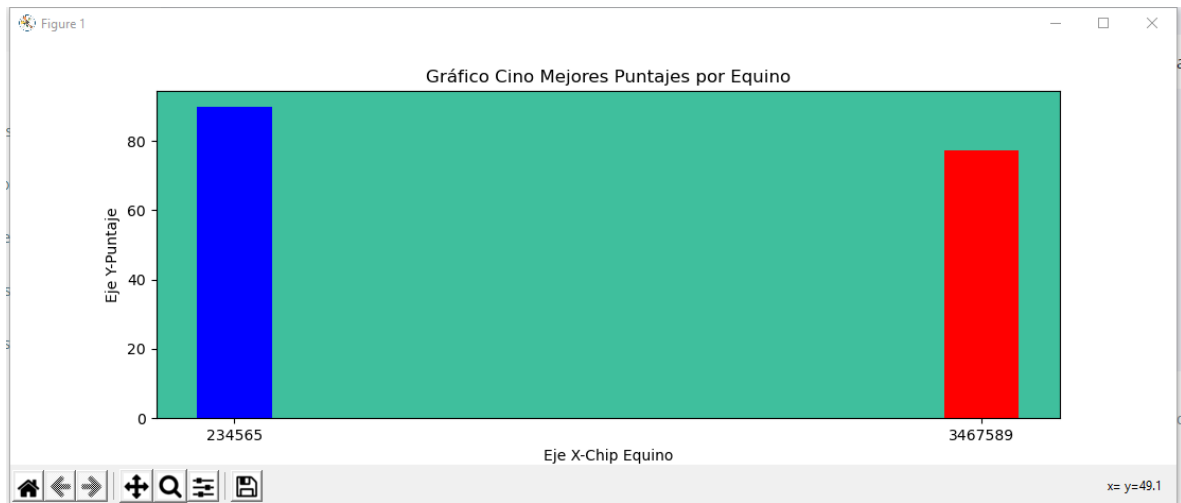 Figure 1
Gráfico Cino Mejores Puntajes por Equino
Eje Y-Puntaje
80
60
40
20
0
234565 3467589
Eje X-Chip Equino
x= y=49.1